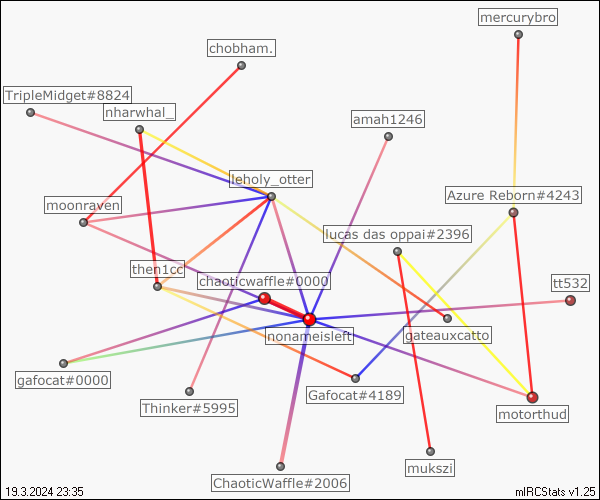 mercurybro
chobham.
TripleMidget#8824
nharwhal_
amah1246
leholy_otter
Azure Reborn#4243
moonraven
lucas das oppai#2396
then1cc
chaoticwaffle#0000
tt532
nonameisleft
gateauxcatto
gafocat#0000
Gafocat#4189
Thinker#5995
motorthud
mukszi
ChaoticWaffle#2006
19.3.2024 23:35
mIRCStats v1.25